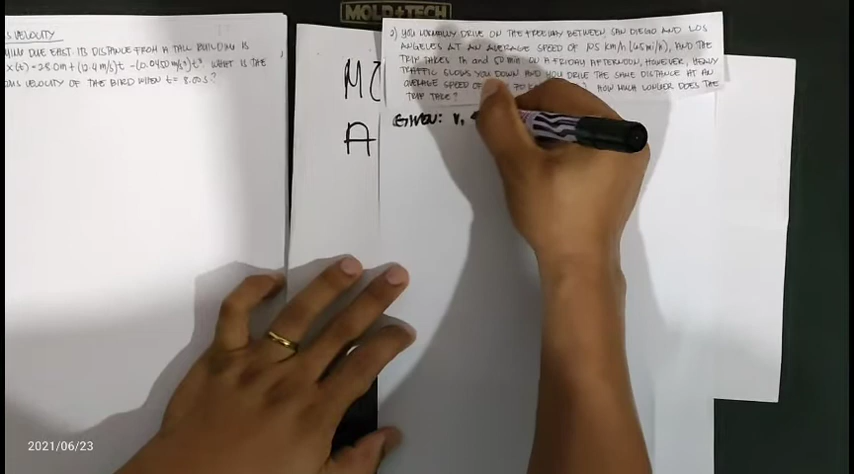 MOLD TECH
S VELOCITY
DUE EAST. ITS DISTANCE FROM A TALL BUILDING IS
x(t) = 28.0m + (12.4 m/s)t - (0.0450 m/s³)t³ WHAT IS THE
VELOCITY OF THE BIRD WHEN t = 8.00s?
M
A
2) YOU NORMALLY DRIVE ON THE FREEWAY BETWEEN SAN DIEGO AND LOS
ANGELES AT AN AVERAGE SPEED OF 105 km/h (65mi/h), AND THE
TRIP TAKES 1h and 50 min. ON A FRIDAY AFTERNOON, HOWEVER, HEAVY
TRAFFIC SLOWS YOU DOWN AND YOU DRIVE THE SAME DISTANCE AT AN
AVERAGE SPEED OF 70 HOW MUCH LONGER DOES THE
TRIP TAKE?
GIVEN: V,
2021/06/23